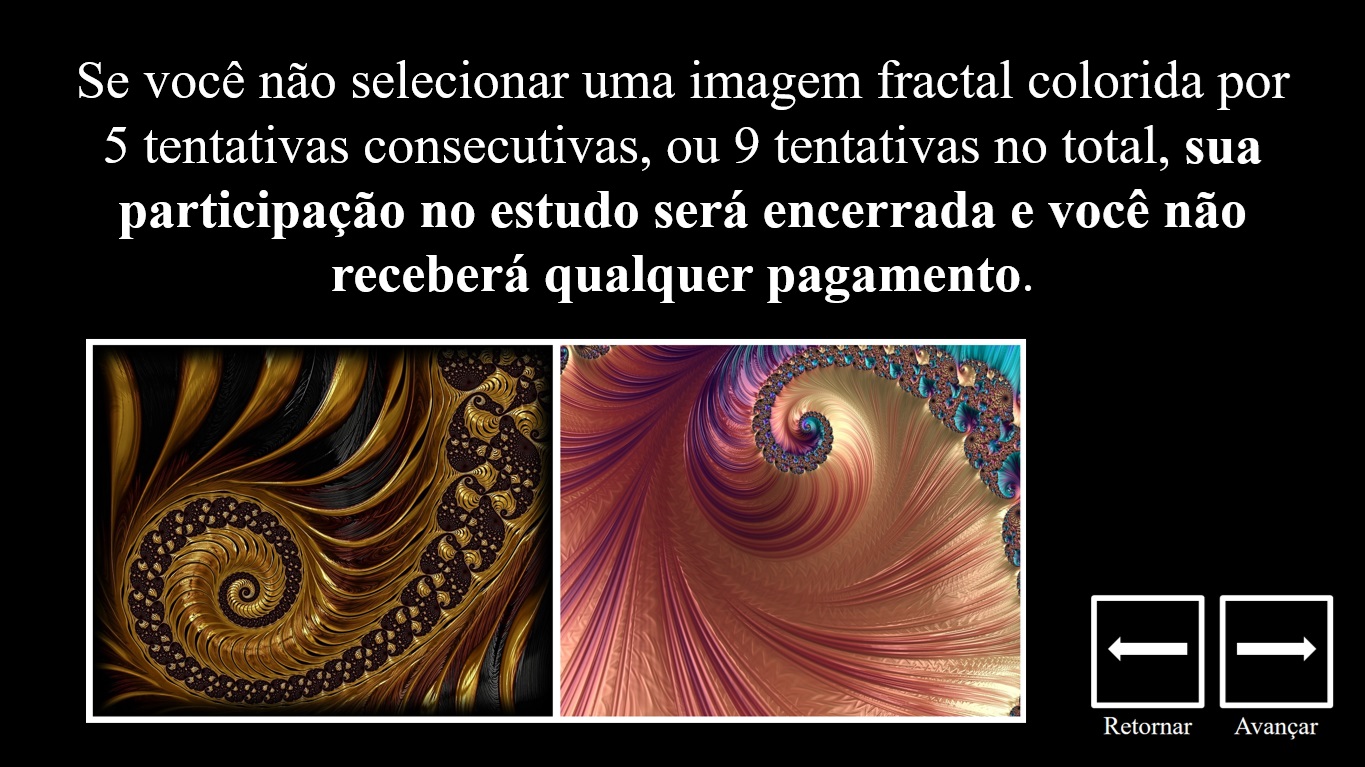 Se você não selecionar uma imagem fractal colorida por
5 tentativas consecutivas, ou 9 tentativas no total, sua
participação no estudo será encerrada e você não
receberá qualquer pagamento.
Retornar
Avançar